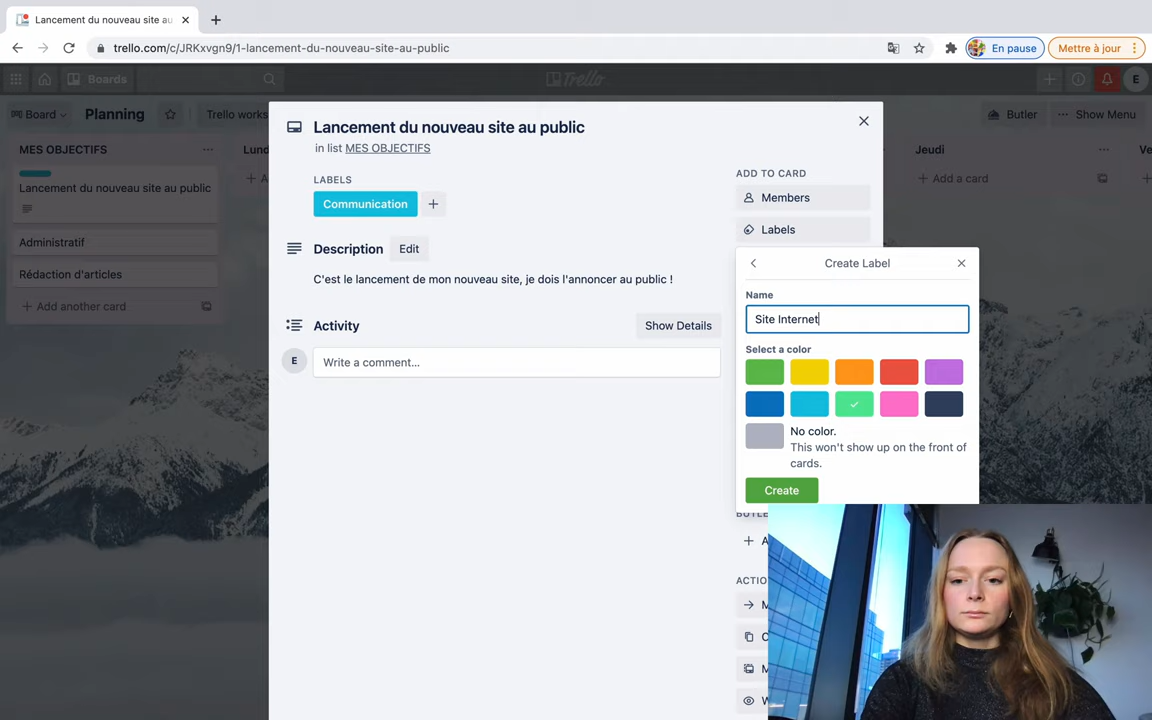 Lancement du nouveau site au
trello.com/c/JRKxvgn9/1-lancement-du-nouveau-site-au-public
En pause
Mettre à jour
Boards
Trello
E
Board
Planning
Trello works
Butler
Show Menu
MES OBJECTIFS
Lancement du nouveau site au public
Administratif
Rédaction d'articles
+ Add another card
Lund
Jeudi
+ Add a card
Ve
Lancement du nouveau site au public
in list MES OBJECTIFS
LABELS
Communication
Description
Edit
C'est le lancement de mon nouveau site, je dois l'annoncer au public !
Activity
Show Details
E
Write a comment...
ADD TO CARD
Members
Labels
Create Label
Name
Site Internet
Select a color
No color.
This won't show up on the front of
cards.
Create